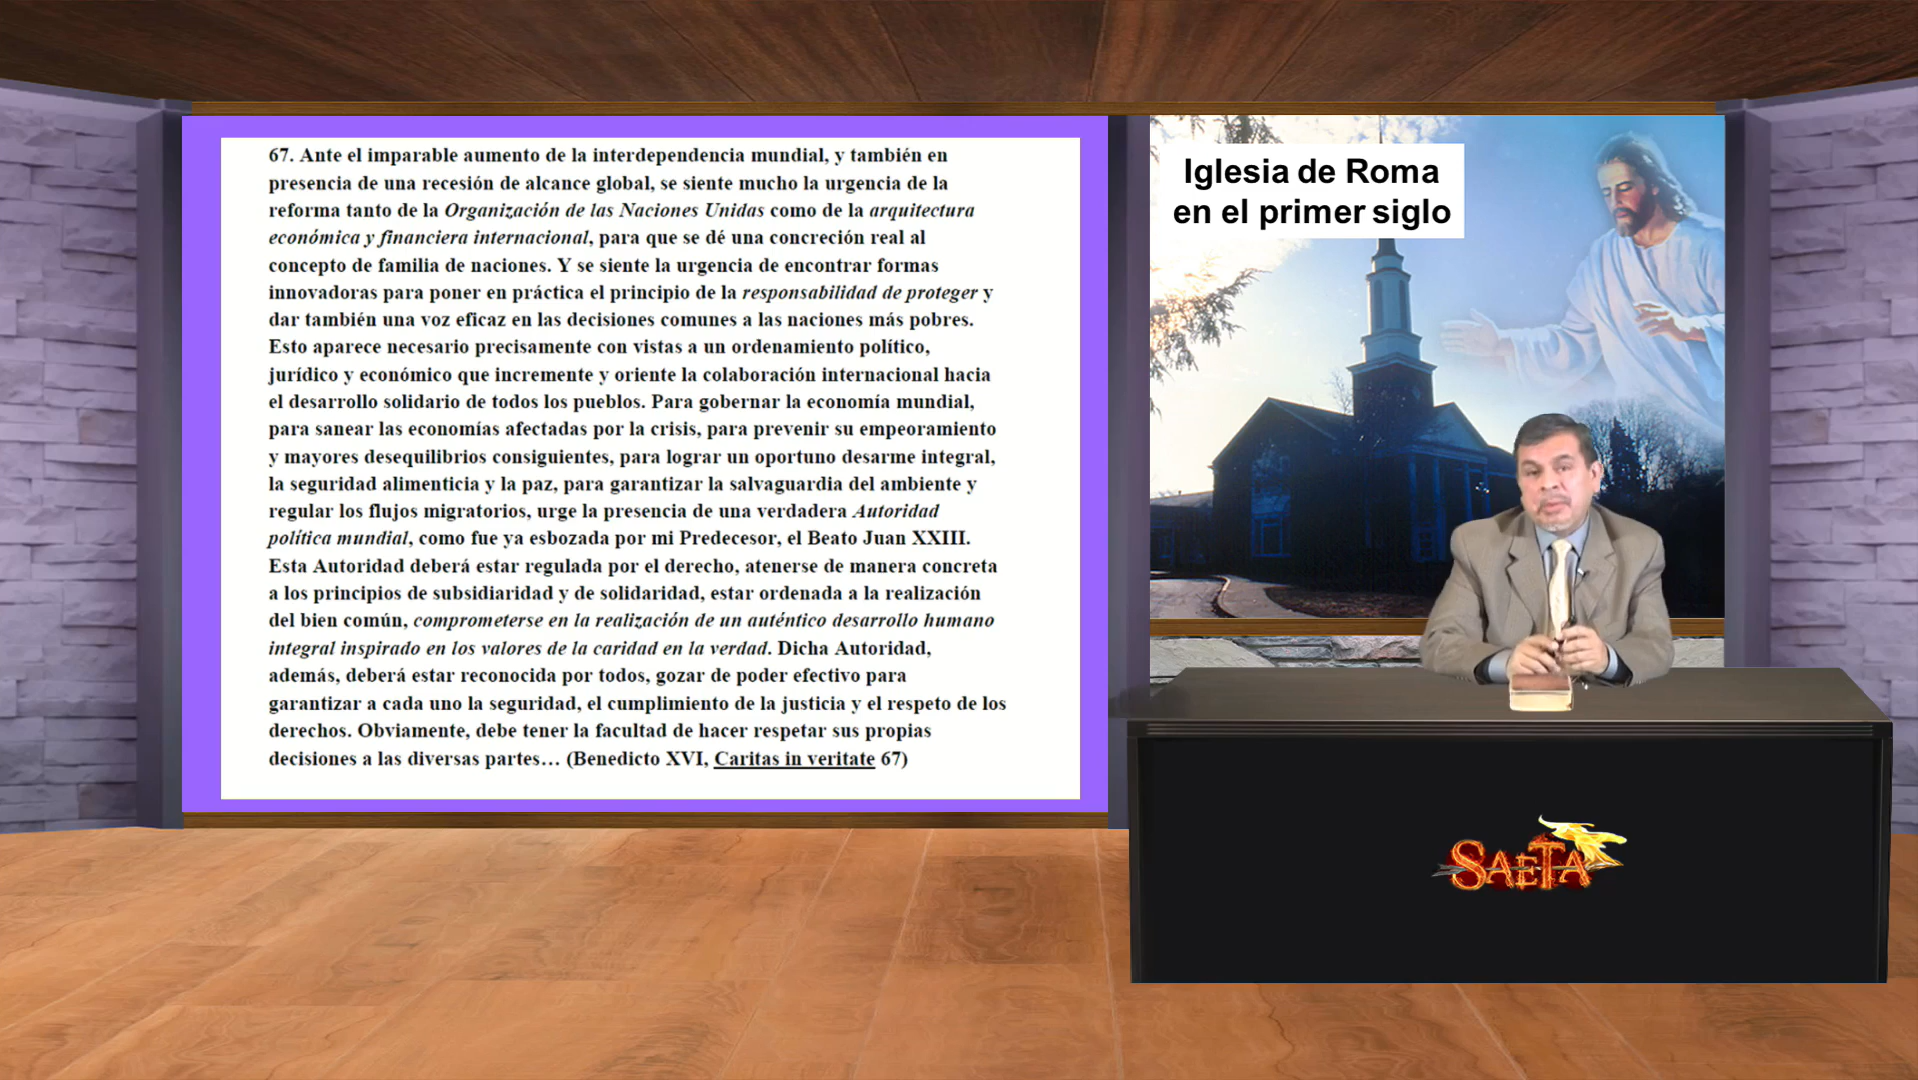 67. Ante el imparable aumento de la interdependencia mundial, y también en
presencia de una recesión de alcance global, se siente mucho la urgencia de la
reforma tanto de la Organización de las Naciones Unidas como de la arquitectura
económica y financiera internacional, para que se dé una concreción real al
concepto de familia de naciones. Y se siente la urgencia de encontrar formas
innovadoras para poner en práctica el principio de la responsabilidad de proteger y
dar también una voz eficaz en las decisiones comunes a las naciones más pobres.
Esto aparece necesario precisamente con vistas a un ordenamiento político,
jurídico y económico que incremente y oriente la colaboración internacional hacia
el desarrollo solidario de todos los pueblos. Para gobernar la economía mundial,
para sanear las economías afectadas por la crisis, para prevenir su empeoramiento
y mayores desequilibrios consiguientes, para lograr un oportuno desarme integral,
la seguridad alimenticia y la paz, para garantizar la salvaguardia del ambiente y
regular los flujos migratorios, urge la presencia de una verdadera Autoridad
política mundial, como fue ya esbozada por mi Predecesor, el Beato Juan XXIII.
Esta Autoridad deberá estar regulada por el derecho, atenerse de manera concreta
a los principios de subsidiaridad y de solidaridad, estar ordenada a la realización
del bien común, comprometerse en la realización de un auténtico desarrollo humano
integral inspirado en los valores de la caridad en la verdad. Dicha Autoridad,
además, deberá estar reconocida por todos, gozar de poder efectivo para
garantizar a cada uno la seguridad, el cumplimiento de la justicia y el respeto de los
derechos. Obviamente, debe tener la facultad de hacer respetar sus propias
decisiones a las diversas partes… (Benedicto XVI, Caritas in veritate 67)
Iglesia de Roma
en el primer siglo
SAETA